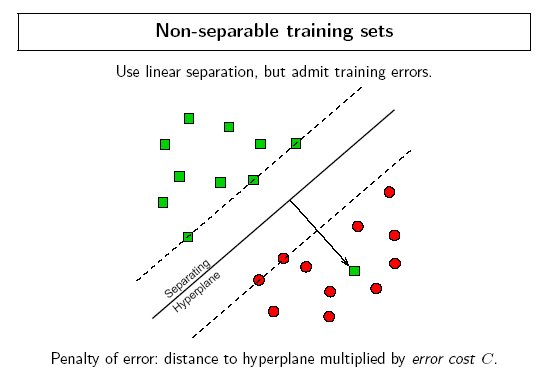 Non-separable training sets
Use linear separation, but admit training errors.
Separating
Hyperplane
Penalty of error: distance to hyperplane multiplied by error cost C.